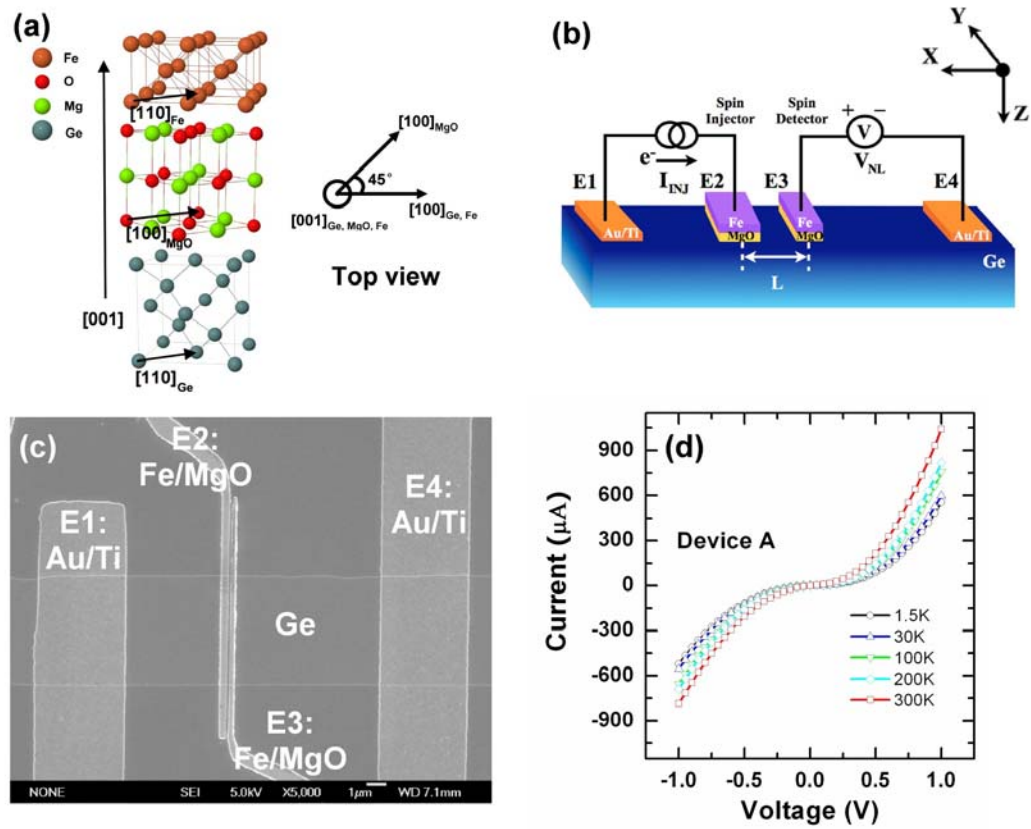 (a)
Fe
O
Mg
Ge
[110]Fe
[100]MgO
[110]Ge
[001]
[100]MgO
45°
[100]Ge, Fe
[001]Ge, MgO, Fe
Top view
(b)
Y
X
Z
Spin
Injector
Spin
Detector
+ −
V
VNL
e-
IINJ
E1
E2
E3
E4
Au/Ti
Fe
MgO
Fe
MgO
Au/Ti
Ge
L
(c)
E2:
Fe/MgO
E1:
Au/Ti
E4:
Au/Ti
Ge
E3:
Fe/MgO
NONE SEI 5.0kV X5,000 1μm WD 7.1mm
(d)
Current (μA)
900
600
300
0
-300
-600
-900
Device A
1.5K
30K
100K
200K
300K
-1.0 -0.5 0.0 0.5 1.0
Voltage (V)